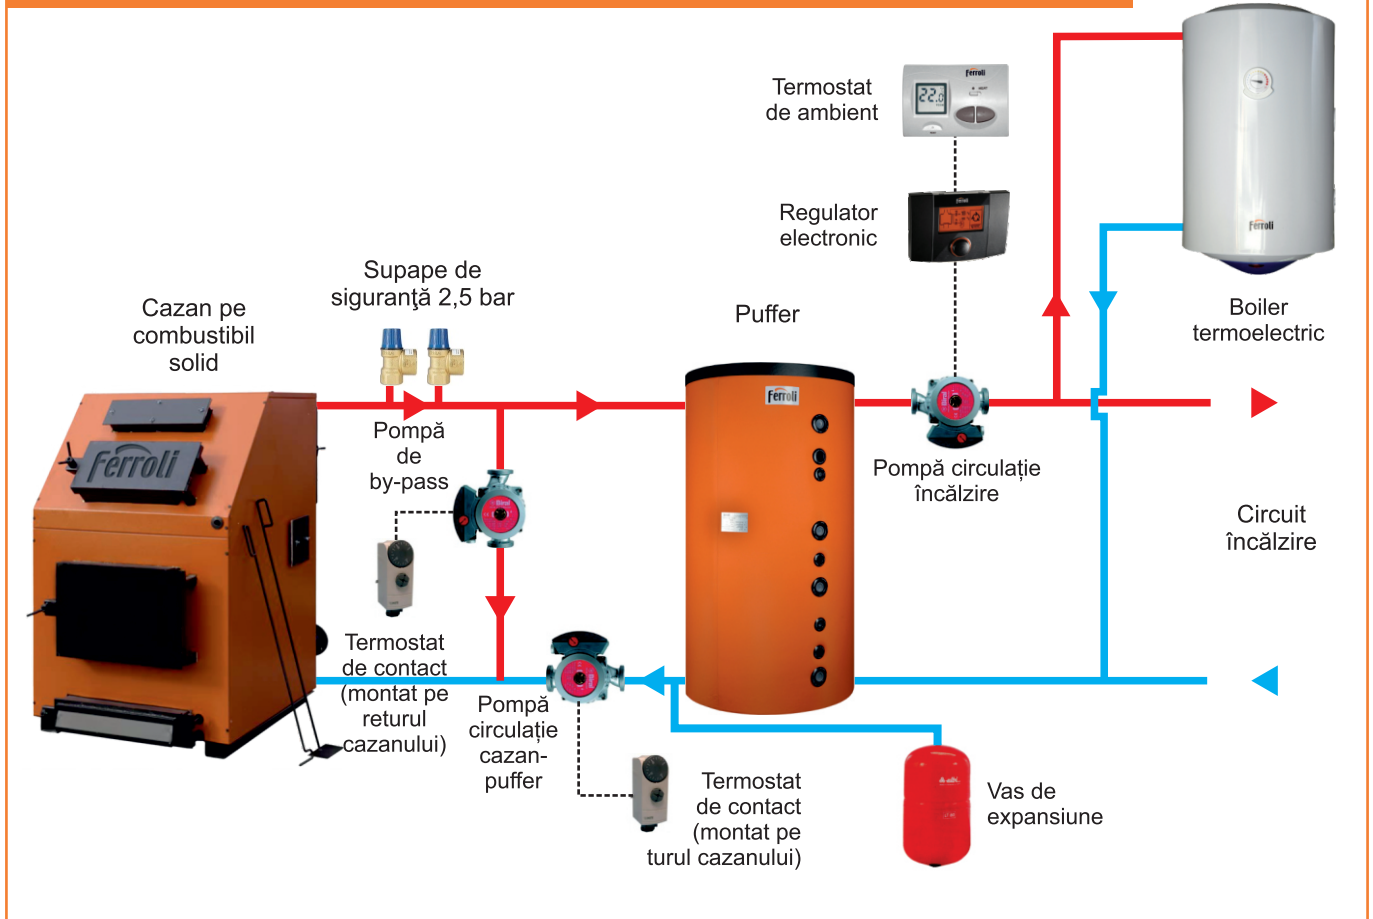 Termostat
de ambient
Ferroli
22.0
Regulator
electronic
Ferroli
Supape de
siguranţă 2,5 bar
Cazan pe
combustibil
solid
Puffer
Boiler
termoelectric
Ferroli
Ferroli
Pompă
de
by-pass
Pompă circulație
încălzire
Circuit
încălzire
Termostat
de contact
(montat pe
returul
cazanului)
Pompă
circulație
cazan-
puffer
Termostat
de contact
(montat pe
turul cazanului)
Vas de
expansiune